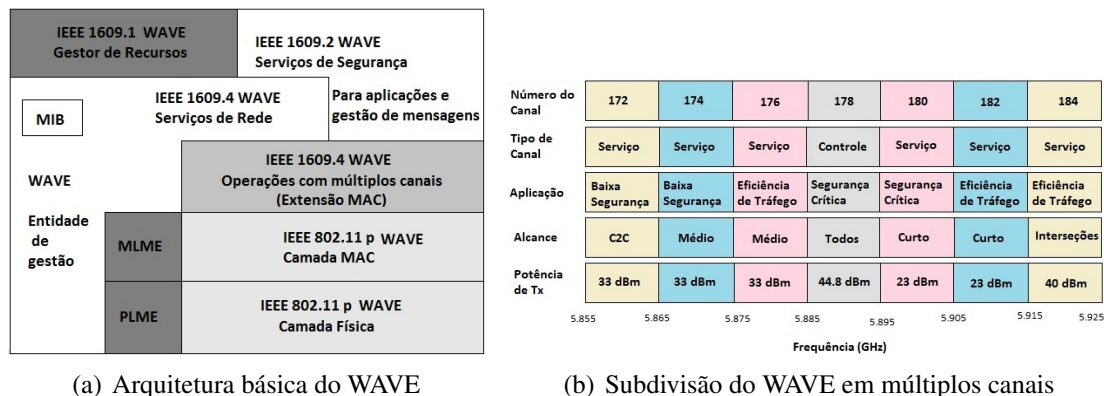 IEEE 1609.1 WAVE
Gestor de Recursos
IEEE 1609.2 WAVE
Serviços de Segurança
Para aplicações e
gestão de mensagens
IEEE 1609.4 WAVE
Serviços de Rede
MIB
IEEE 1609.4 WAVE
Operações com múltiplos canais
(Extensão MAC)
WAVE
Entidade
de
gestão
MLME
IEEE 802.11 p WAVE
Camada MAC
PLME
IEEE 802.11 p WAVE
Camada Física
(a) Arquitetura básica do WAVE
Número do
Canal
172 174 176 178 180 182 184
Tipo de
Canal
Serviço Serviço Serviço Controle Serviço Serviço Serviço
Aplicação
Baixa
Segurança
Baixa
Segurança
Eficiência
de Tráfego
Segurança
Crítica
Segurança
Crítica
Eficiência
de Tráfego
Eficiência
de Tráfego
Alcance
C2C Médio Médio Todos Curto Curto Interseções
Potência
de Tx
33 dBm 33 dBm 33 dBm 44.8 dBm 23 dBm 23 dBm 40 dBm
5.855 5.865 5.875 5.885 5.895 5.905 5.915 5.925
Frequência (GHz)
(b) Subdivisão do WAVE em múltiplos canais